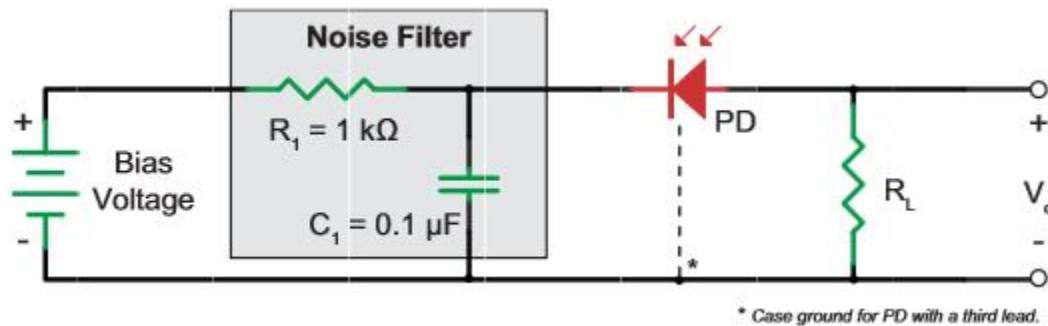 Noise Filter
+
R₁ = 1 kΩ
PD
+
Bias
Voltage
R_L
V
C₁ = 0.1 µF
-
-
*
* Case ground for PD with a third lead.